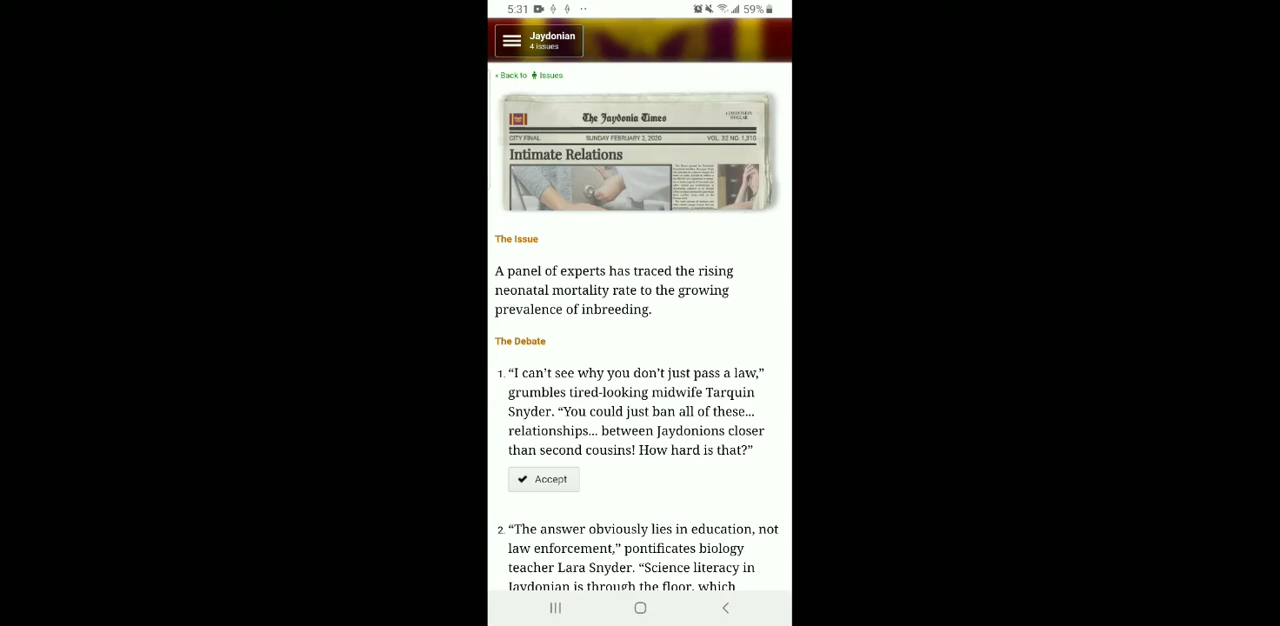 5:31
59%
Jaydonian
4 issues
< Back to Issues
The Jaydonia Times
CITY FINAL
SUNDAY FEBRUARY 2, 2020
VOL. 32 NO. 1,310
Intimate Relations
The Issue
A panel of experts has traced the rising
neonatal mortality rate to the growing
prevalence of inbreeding.
The Debate
1. “I can’t see why you don’t just pass a law,”
grumbles tired-looking midwife Tarquin
Snyder. “You could just ban all of these...
relationships... between Jaydonions closer
than second cousins! How hard is that?”
Accept
2. “The answer obviously lies in education, not
law enforcement,” pontificates biology
teacher Lara Snyder. “Science literacy in
Jaydonian is through the floor, which